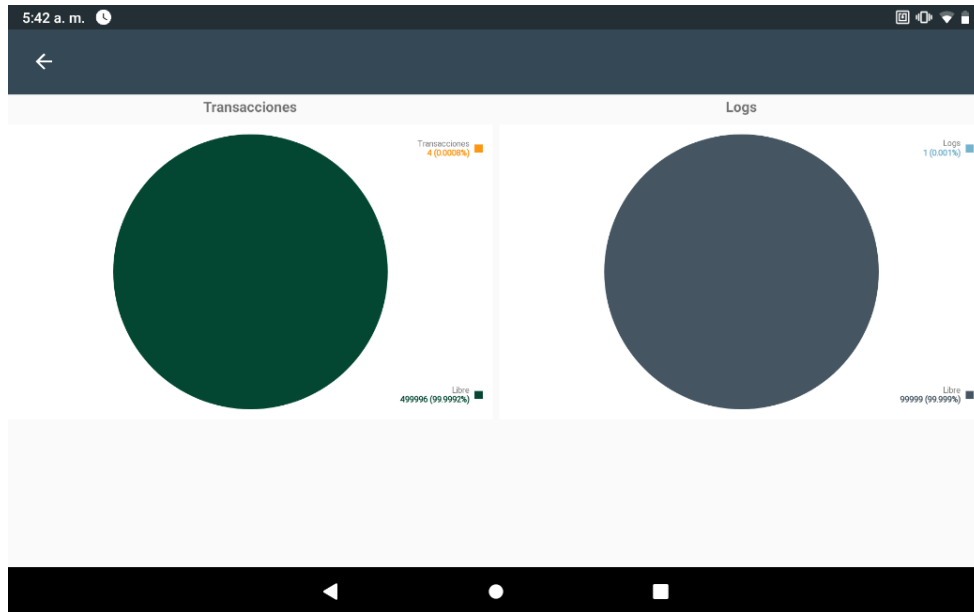 5:42 a. m.
Transacciones
Transacciones
4 (0.0008%)
Libre
499996 (99.9992%)
Logs
Logs
1 (0.001%)
Libre
99999 (99.999%)